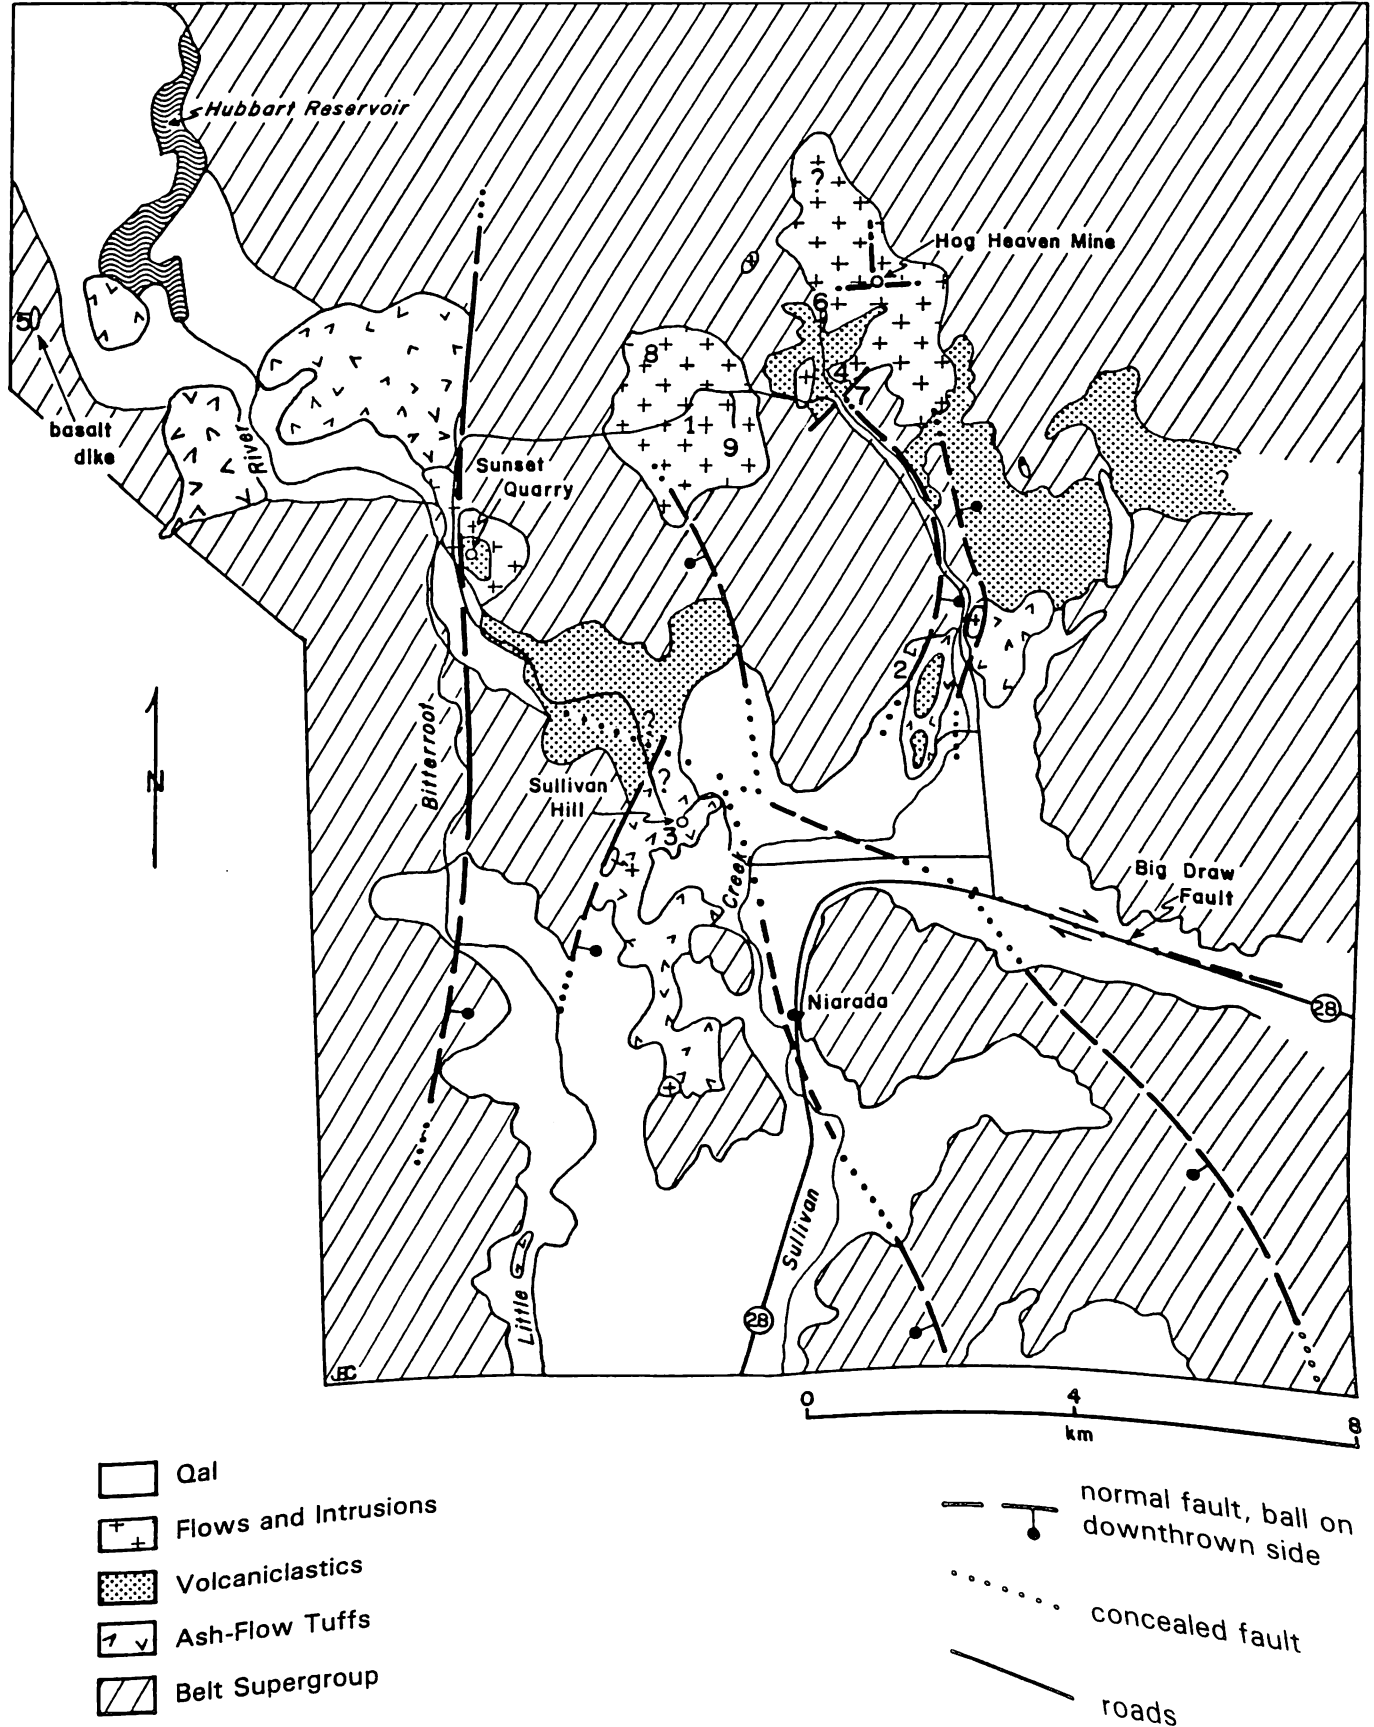 Hubbart Reservoir
Hog Heaven Mine
?
6
5
8
4
7
basalt
dike
River
1
9
Sunset
Quarry
?
2
Bitterroot
?
N
?
Sullivan
Hill
3
Creek
Big Draw
Fault
Niarada
28
Sullivan
Little
28
JBC
0
4
8
km
Qal
Flows and Intrusions
Volcaniclastics
Ash-Flow Tuffs
Belt Supergroup
normal fault, ball on
downthrown side
concealed fault
roads